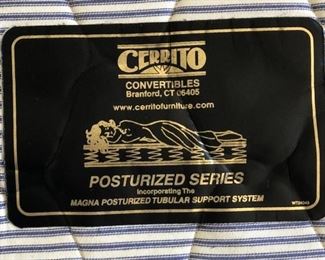 CERRITO
CONVERTIBLES
Branford, CT 06405
www.cerritofurniture.com
POSTURIZED SERIES
Incorporating The
MAGNA POSTURIZED TUBULAR SUPPORT SYSTEM